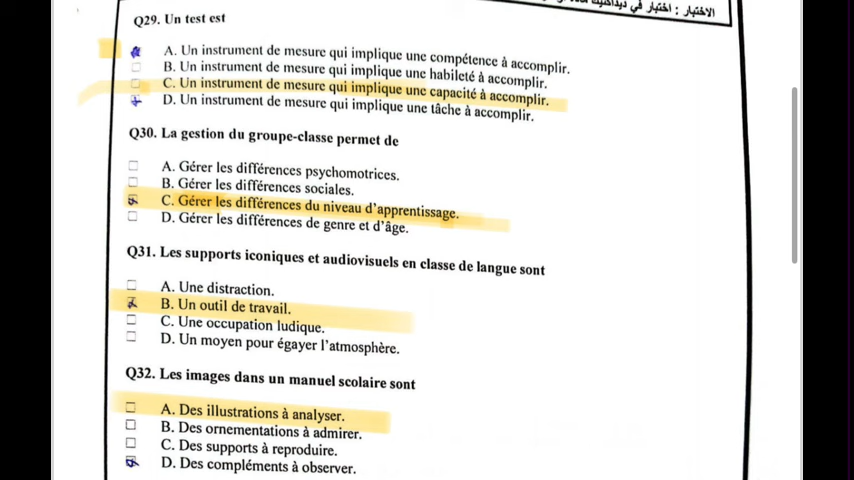 الاختبار : اختبار في ديداكتيك
Q29. Un test est
A. Un instrument de mesure qui implique une compétence à accomplir.
B. Un instrument de mesure qui implique une habileté à accomplir.
C. Un instrument de mesure qui implique une capacité à accomplir.
D. Un instrument de mesure qui implique une tâche à accomplir.
Q30. La gestion du groupe-classe permet de
A. Gérer les différences psychomotrices.
B. Gérer les différences sociales.
C. Gérer les différences du niveau d'apprentissage.
D. Gérer les différences de genre et d'âge.
Q31. Les supports iconiques et audiovisuels en classe de langue sont
A. Une distraction.
B. Un outil de travail.
C. Une occupation ludique.
D. Un moyen pour égayer l'atmosphère.
Q32. Les images dans un manuel scolaire sont
A. Des illustrations à analyser.
B. Des ornementations à admirer.
C. Des supports à reproduire.
D. Des compléments à observer.